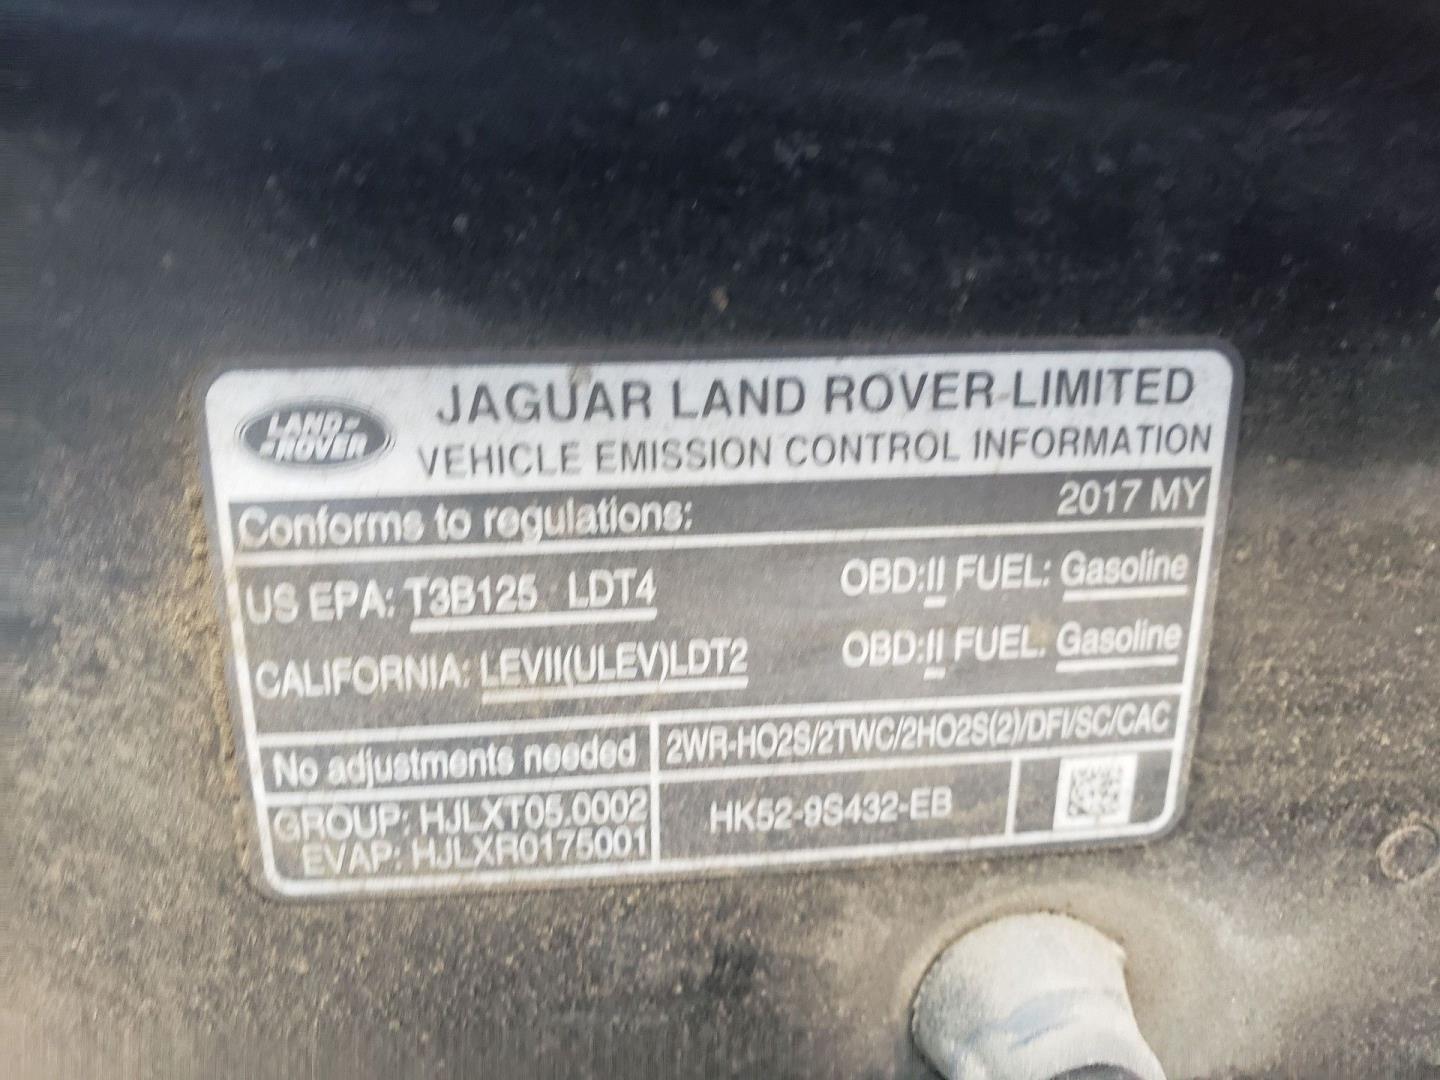 LAND ROVER
JAGUAR LAND ROVER LIMITED
VEHICLE EMISSION CONTROL INFORMATION
Conforms to regulations: 2017 MY
US EPA: T3B125 LDT4 OBD:II FUEL: Gasoline
CALIFORNIA: LEVII(ULEV)LDT2 OBD:II FUEL: Gasoline
No adjustments needed 2WR-HO2S/2TWC/2HO2S(2)/DFI/SC/CAC
GROUP: HJLXT05.0002
EVAP: HJLXR0175001
HK52-9S432-EB